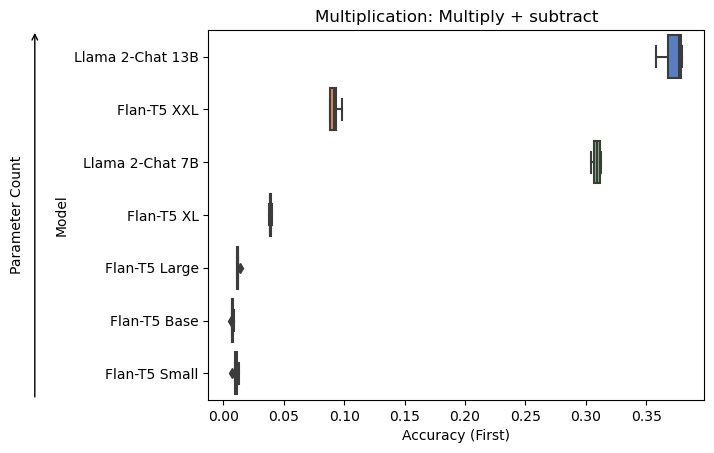 Multiplication: Multiply + subtract
Parameter Count
Model
Llama 2-Chat 13B
Flan-T5 XXL
Llama 2-Chat 7B
Flan-T5 XL
Flan-T5 Large
Flan-T5 Base
Flan-T5 Small
0.00 0.05 0.10 0.15 0.20 0.25 0.30 0.35
Accuracy (First)